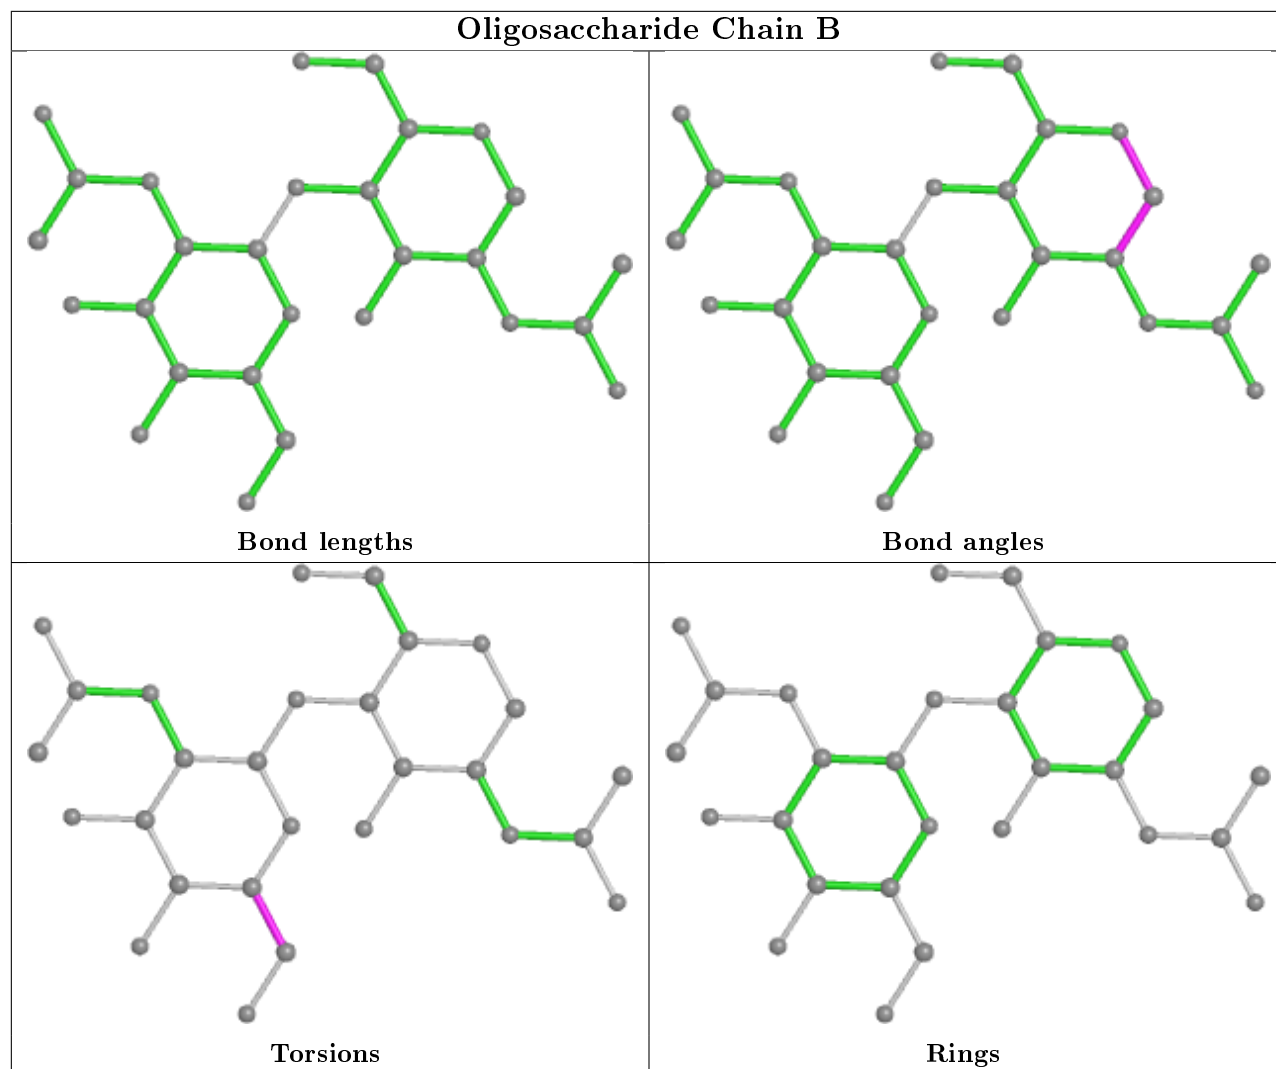 Oligosaccharide Chain B
Bond lengths
Bond angles
Torsions
Rings